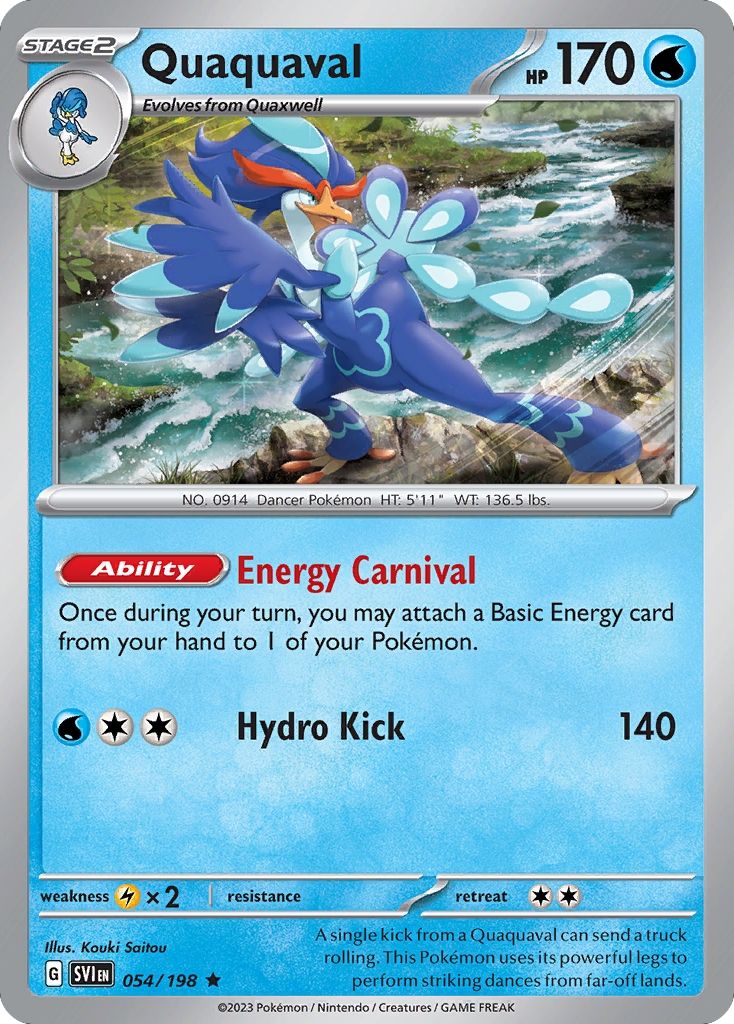 STAGE2
Quaquaval
HP 170
Evolves from Quaxwell
NO. 0914 Dancer Pokémon HT: 5'11" WT: 136.5 lbs.
Ability Energy Carnival
Once during your turn, you may attach a Basic Energy card
from your hand to 1 of your Pokémon.
Hydro Kick 140
weakness ×2 resistance retreat
Illus. Kouki Saitou
G SVI EN 054/198 ★
A single kick from a Quaquaval can send a truck
rolling. This Pokémon uses its powerful legs to
perform striking dances from far-off lands.
©2023 Pokémon / Nintendo / Creatures / GAME FREAK